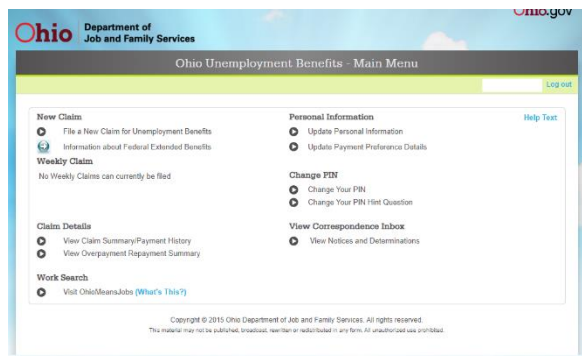 Ohio.gov
Ohio Department of
Job and Family Services
Ohio Unemployment Benefits - Main Menu
Log out
Help Text
New Claim
File a New Claim for Unemployment Benefits
Information about Federal Extended Benefits
Weekly Claim
No Weekly Claims can currently be filed
Claim Details
View Claim Summary/Payment History
View Overpayment Repayment Summary
Work Search
Visit OhioMeansJobs (What's This?)
Personal Information
Update Personal Information
Update Payment Preference Details
Change PIN
Change Your PIN
Change Your PIN Hint Question
View Correspondence Inbox
View Notices and Determinations
Copyright © 2015 Ohio Department of Job and Family Services. All rights reserved.
This material may not be published, broadcast, rewritten or redistributed in any form. All unauthorized use prohibited.